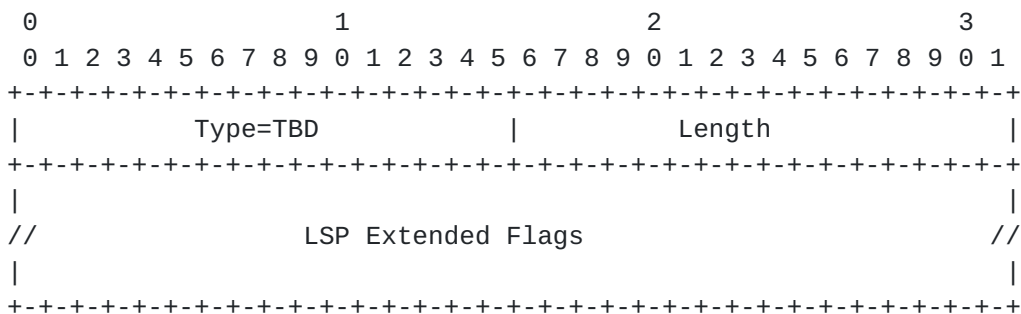 0                   1                   2                   3
0 1 2 3 4 5 6 7 8 9 0 1 2 3 4 5 6 7 8 9 0 1 2 3 4 5 6 7 8 9 0 1
+-+-+-+-+-+-+-+-+-+-+-+-+-+-+-+-+-+-+-+-+-+-+-+-+-+-+-+-+-+-+-+-+
|           Type=TBD            |          Length               |
+-+-+-+-+-+-+-+-+-+-+-+-+-+-+-+-+-+-+-+-+-+-+-+-+-+-+-+-+-+-+-+-+
|                                                               |
//                 LSP Extended Flags                          //
|                                                               |
+-+-+-+-+-+-+-+-+-+-+-+-+-+-+-+-+-+-+-+-+-+-+-+-+-+-+-+-+-+-+-+-+